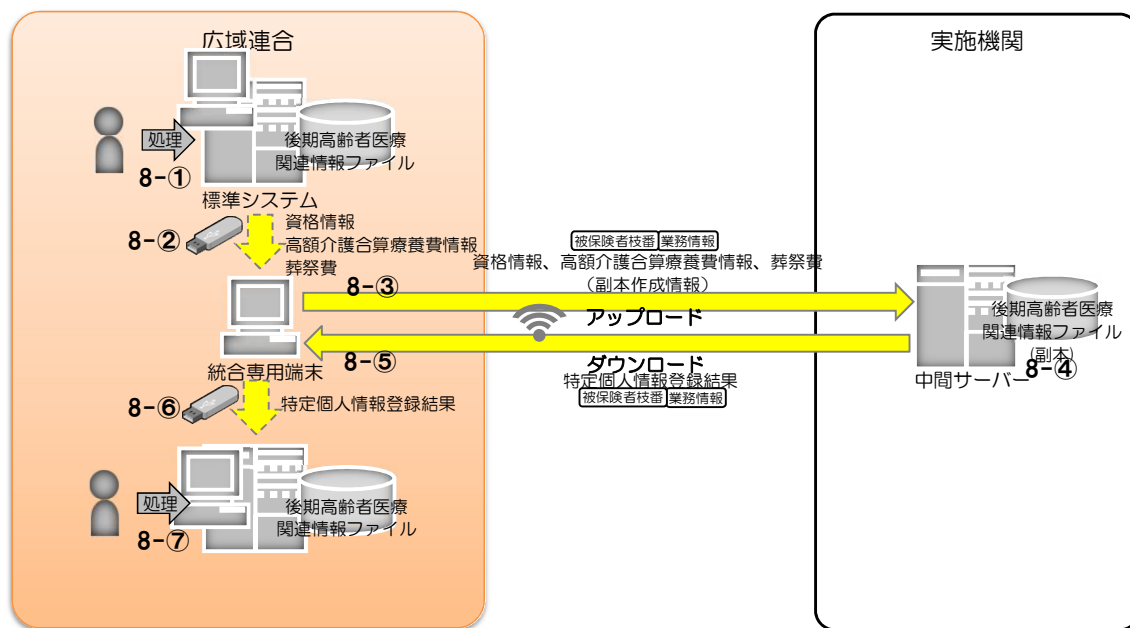 広域連合
処理
後期高齢者医療
関連情報ファイル
8-①
標準システム
8-②
資格情報
高額介護合算療養費情報
葬祭費
8-③
被保険者枝番 業務情報
資格情報、高額介護合算療養費情報、葬祭費
（副本作成情報）
アップロード
実施機関
後期高齢者医療
関連情報ファイル
(副本)
8-④
中間サーバー
8-⑤
ダウンロード
特定個人情報登録結果
被保険者枝番 業務情報
統合専用端末
8-⑥
特定個人情報登録結果
処理
後期高齢者医療
関連情報ファイル
8-⑦